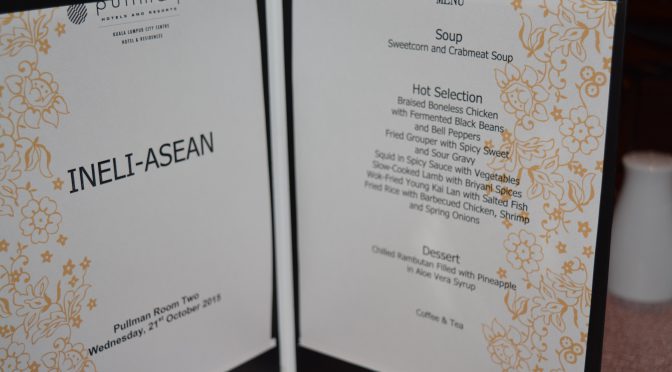 pullman
HOTELS AND RESORTS
KUALA LUMPUR CITY CENTRE
HOTEL & RESIDENCES
INELI-ASEAN
Pullman Room Two
Wednesday, 21st October 2015
MENU
Soup
Sweetcorn and Crabmeat Soup
Hot Selection
Braised Boneless Chicken
with Fermented Black Beans
and Bell Peppers
Fried Grouper with Spicy Sweet
and Sour Gravy
Squid in Spicy Sauce with Vegetables
Slow-Cooked Lamb with Briyani Spices
Wok-Fried Young Kai Lan with Salted Fish
Fried Rice with Barbecued Chicken, Shrimp
and Spring Onions
Dessert
Chilled Rambutan Filled with Pineapple
in Aloe Vera Syrup
Coffee & Tea